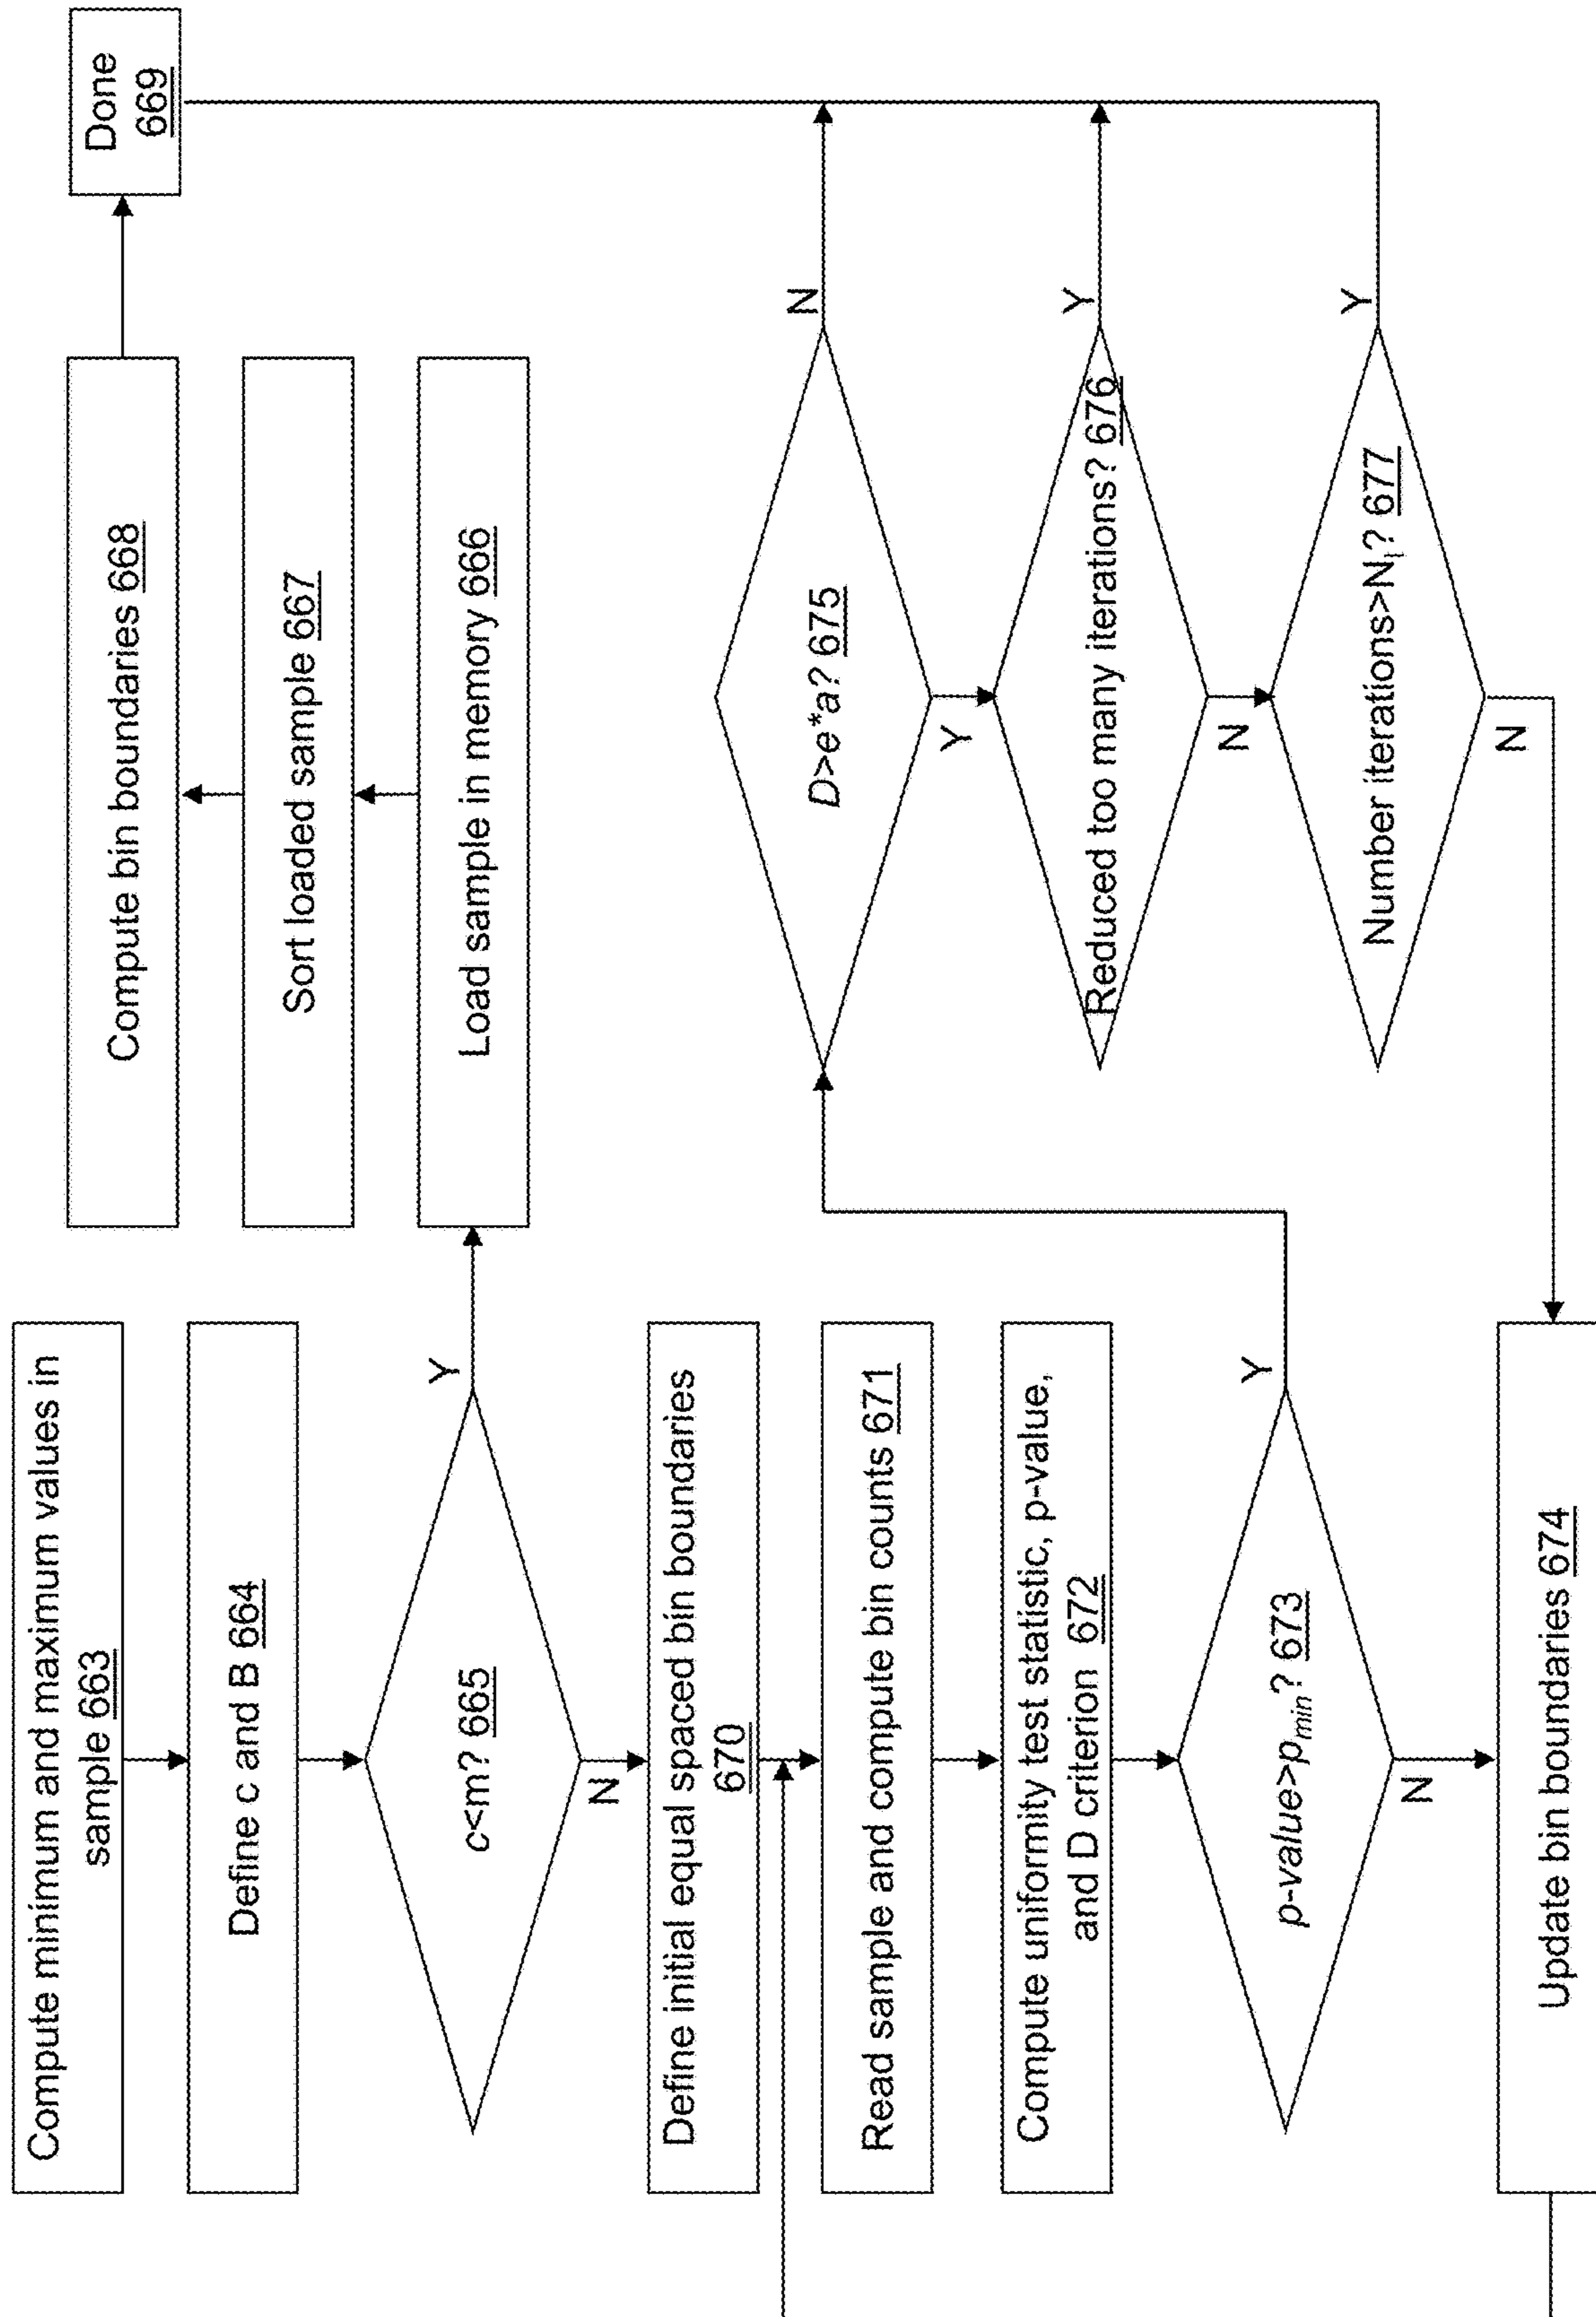 Compute minimum and maximum values in
sample 663
Define c and B 664
c<m? 665
Y
N
Load sample in memory 666
Sort loaded sample 667
Compute bin boundaries 668
Done
669
Define initial equal spaced bin boundaries
670
Read sample and compute bin counts 671
Compute uniformity test statistic, p-value,
and D criterion 672
p-value>pmin? 673
Y
N
Update bin boundaries 674
D>e*a? 675
N
Y
Reduced too many iterations? 676
Y
N
Number iterations>NI? 677
Y
N